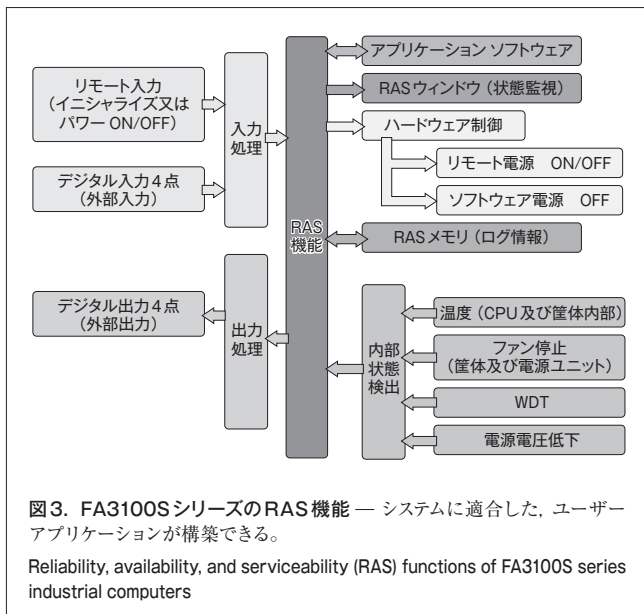 リモート入力
（イニシャライズ又は
パワー ON/OFF）
デジタル入力4点
（外部入力）
入力
処理
デジタル出力4点
（外部出力）
出力
処理
RAS
機能
アプリケーション ソフトウェア
RASウィンドウ（状態監視）
ハードウェア制御
リモート電源 ON/OFF
ソフトウェア電源 OFF
RASメモリ（ログ情報）
内部
状態
検出
温度（CPU及び筐体内部）
ファン停止
（筐体及び電源ユニット）
WDT
電源電圧低下
図3．FA3100SシリーズのRAS機能 — システムに適合した，ユーザー
アプリケーションが構築できる。
Reliability, availability, and serviceability (RAS) functions of FA3100S series
industrial computers